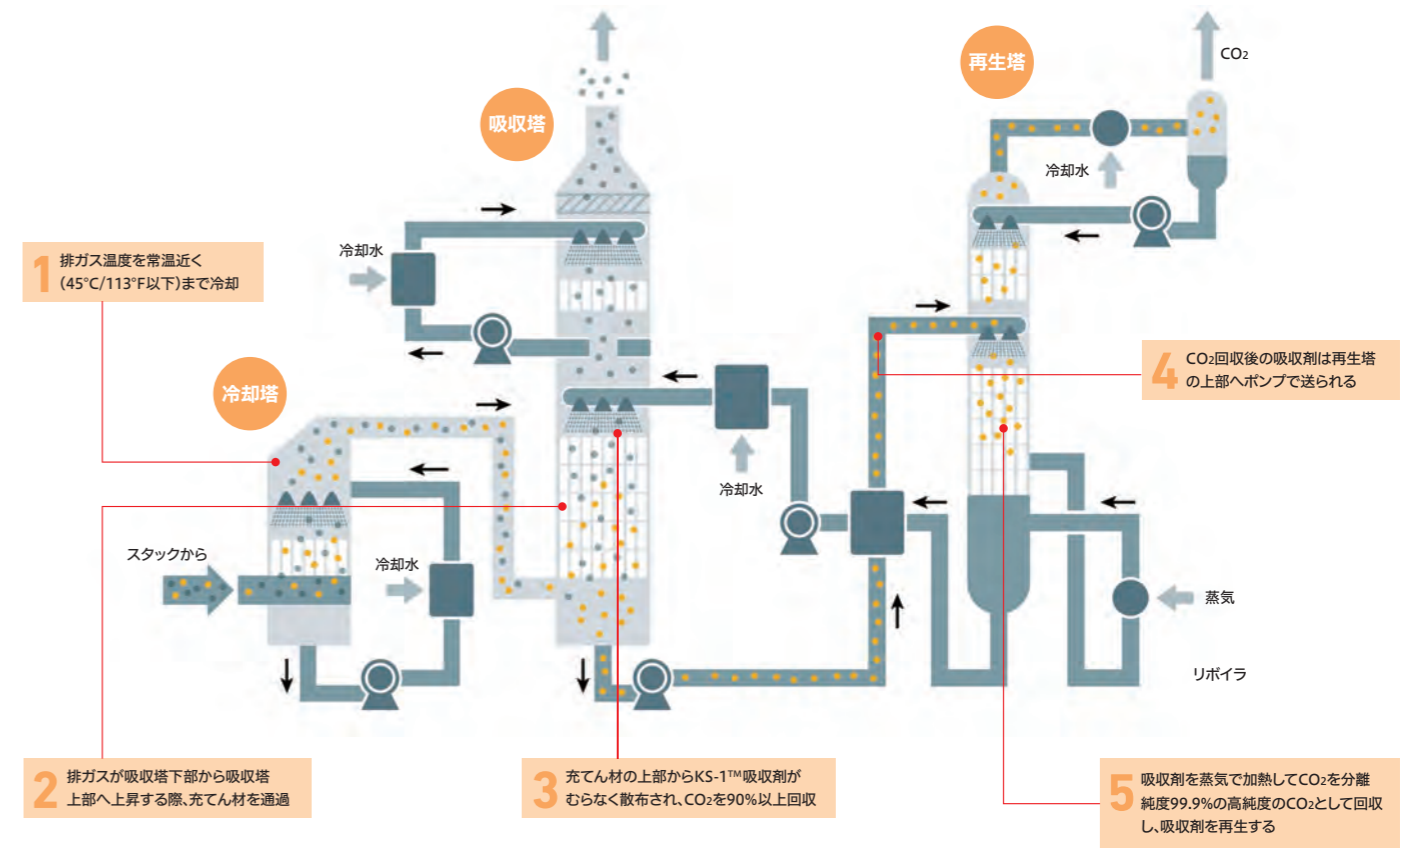 再生塔
CO2
吸収塔
冷却水
冷却水
1
排ガス温度を常温近く
(45°C/113°F以下)まで冷却
4
CO2回収後の吸収剤は再生塔
の上部へポンプで送られる
冷却塔
冷却水
スタックから
冷却水
蒸気
リボイラ
2
排ガスが吸収塔下部から吸収塔
上部へ上昇する際、充てん材を通過
3
充てん材の上部からKS-1™吸収剤が
むらなく散布され、CO2を90%以上回収
5
吸収剤を蒸気で加熱してCO2を分離
純度99.9%の高純度のCO2として回収
し、吸収剤を再生する